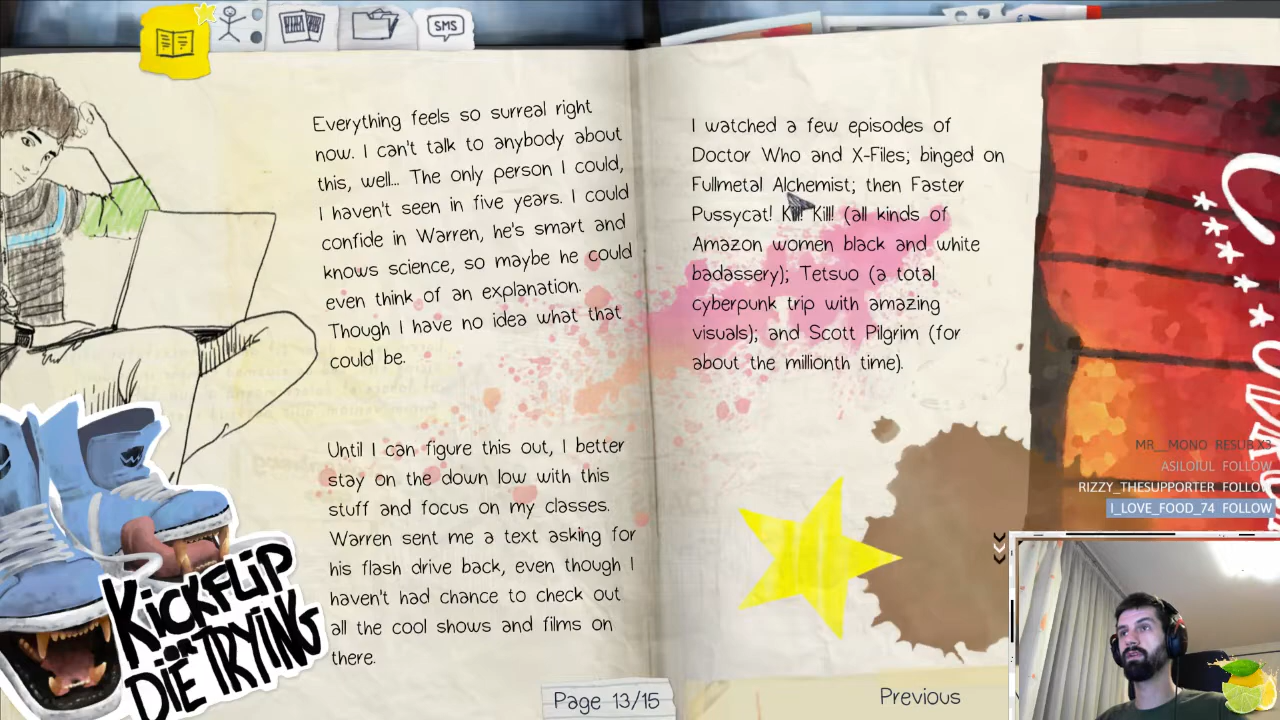 SMS
Everything feels so surreal right
now. I can't talk to anybody about
this, well... The only person I could,
I haven't seen in five years. I could
confide in Warren, he's smart and
knows science, so maybe he could
even think of an explanation.
Though I have no idea what that
could be.
Until I can figure this out, I better
stay on the down low with this
stuff and focus on my classes.
Warren sent me a text asking for
his flash drive back, even though I
haven't had chance to check out
all the cool shows and films on
there.
KICKFLIP
OR
DIE TRYING
Page 13/15
I watched a few episodes of
Doctor Who and X-Files; binged on
Fullmetal Alchemist; then Faster
Pussycat! Kill! Kill! (all kinds of
Amazon women black and white
badassery); Tetsuo (a total
cyberpunk trip with amazing
visuals); and Scott Pilgrim (for
about the millionth time).
Previous
MR__MONO RESUB X3
ASILOIUL FOLLOW
RIZZY_THESUPPORTER FOLLOW
I_LOVE_FOOD_74 FOLLOW